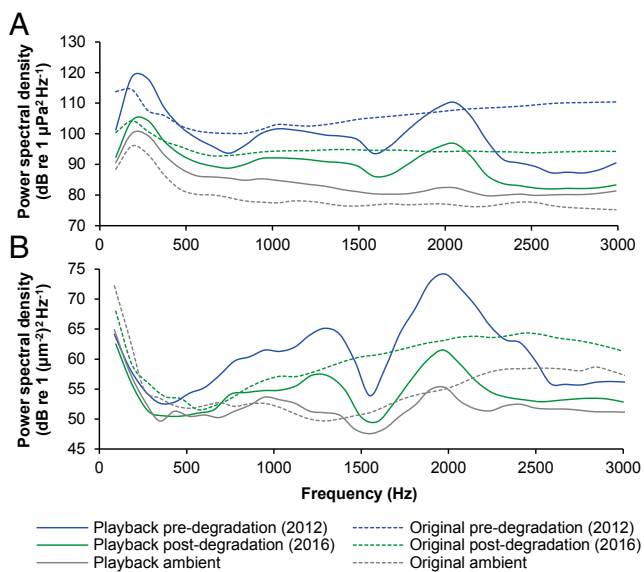 A
Power spectral density
(dB re 1 µPa² Hz⁻¹)
130
120
110
100
90
80
70
0 500 1000 1500 2000 2500 3000
B
Power spectral density
(dB re 1 (µm⁻²)² Hz⁻¹)
75
70
65
60
55
50
45
0 500 1000 1500 2000 2500 3000
Frequency (Hz)
Playback pre-degradation (2012) Original pre-degradation (2012)
Playback post-degradation (2016) Original post-degradation (2016)
Playback ambient Original ambient